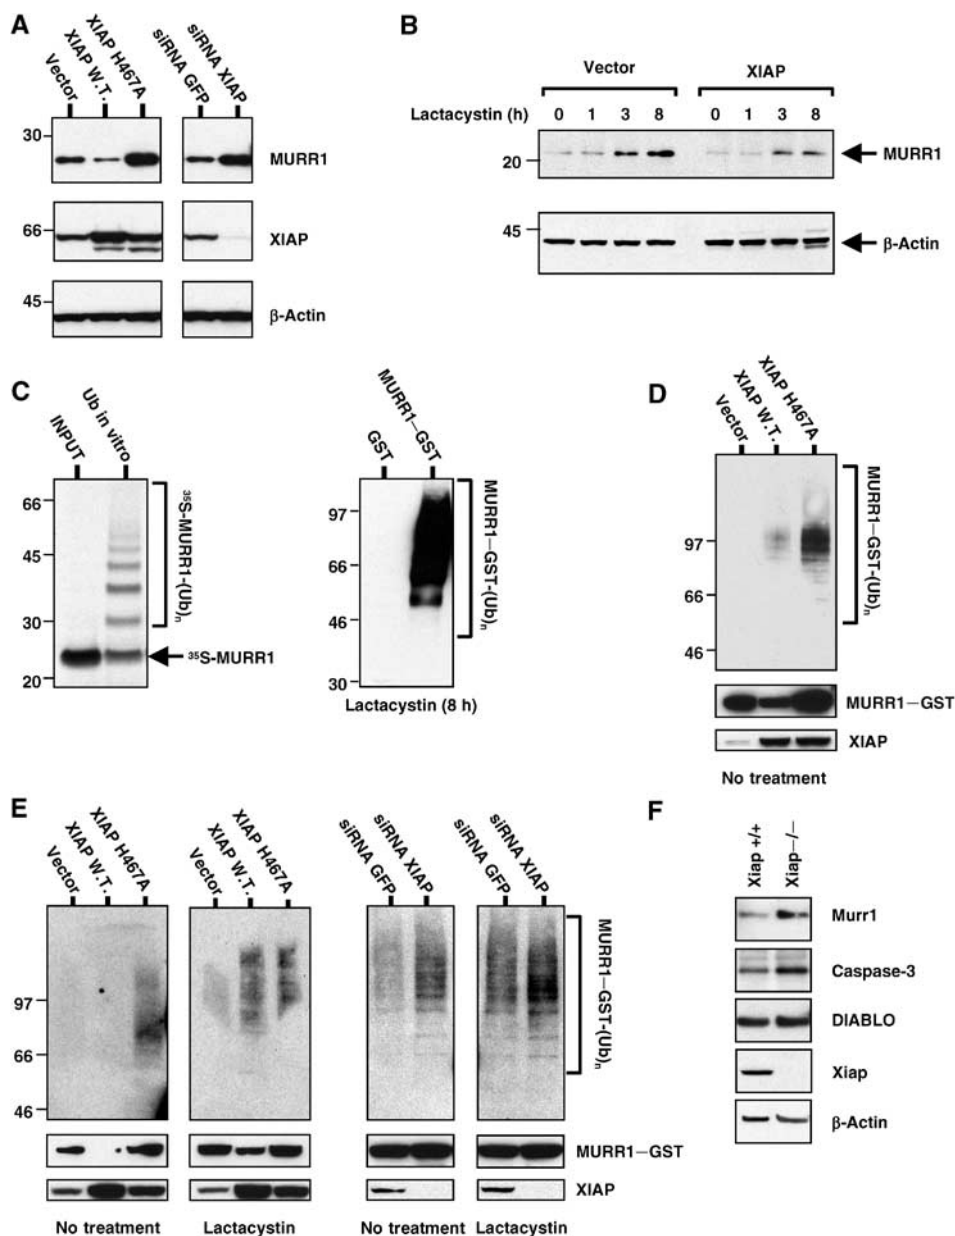 A
Vector
XIAP W.T.
XIAP H467A
siRNA GFP
siRNA XIAP
30
MURR1
66
XIAP
45
β-Actin
B
Vector
XIAP
Lactacystin (h)
0 1 3 8 0 1 3 8
20
MURR1
45
β-Actin
C
INPUT
Ub in vitro
66
45
30
20
³⁵S-MURR1-(Ub)n
³⁵S-MURR1
GST
MURR1–GST
97
66
46
30
MURR1–GST-(Ub)n
Lactacystin (8 h)
D
Vector
XIAP W.T.
XIAP H467A
97
66
46
MURR1–GST-(Ub)n
MURR1–GST
XIAP
No treatment
E
Vector
XIAP W.T.
XIAP H467A
Vector
XIAP W.T.
XIAP H467A
siRNA GFP
siRNA XIAP
siRNA GFP
siRNA XIAP
97
66
46
MURR1–GST-(Ub)n
MURR1–GST
XIAP
No treatment
Lactacystin
No treatment
Lactacystin
F
Xiap +/+
Xiap–/–
Murr1
Caspase-3
DIABLO
Xiap
β-Actin